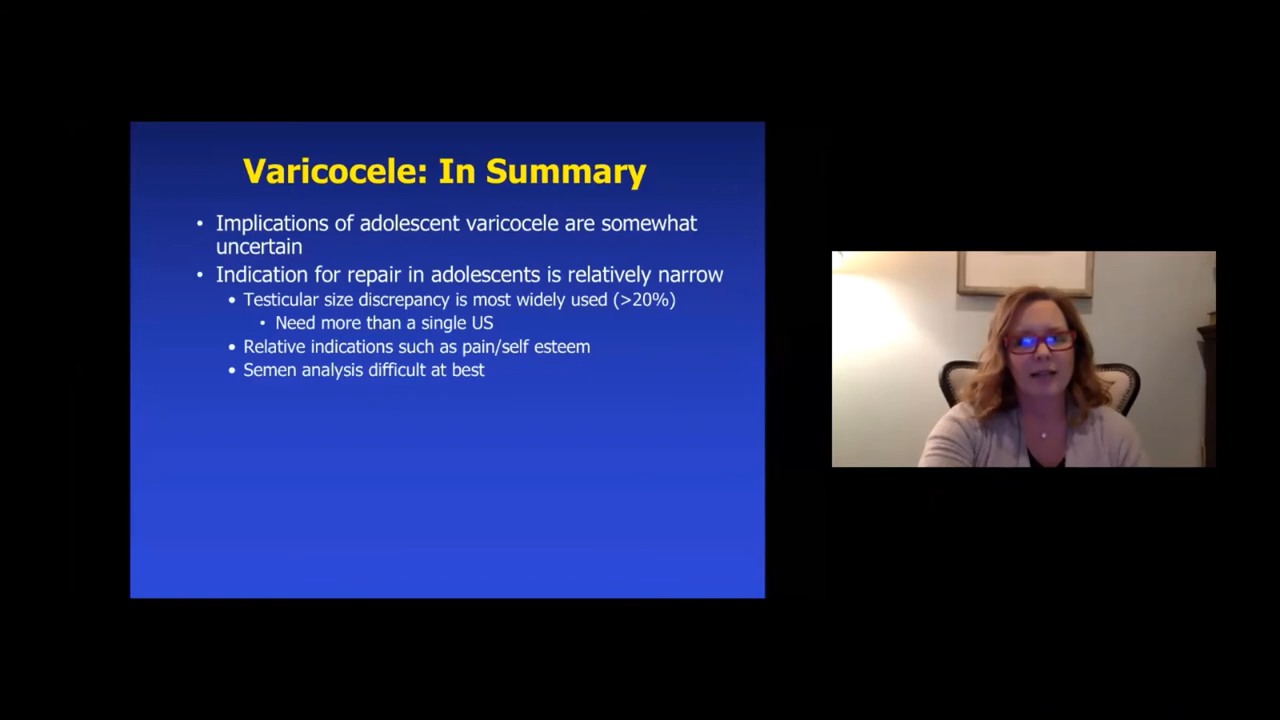 Varicocele: In Summary
• Implications of adolescent varicocele are somewhat
uncertain
• Indication for repair in adolescents is relatively narrow
• Testicular size discrepancy is most widely used (>20%)
• Need more than a single US
• Relative indications such as pain/self esteem
• Semen analysis difficult at best